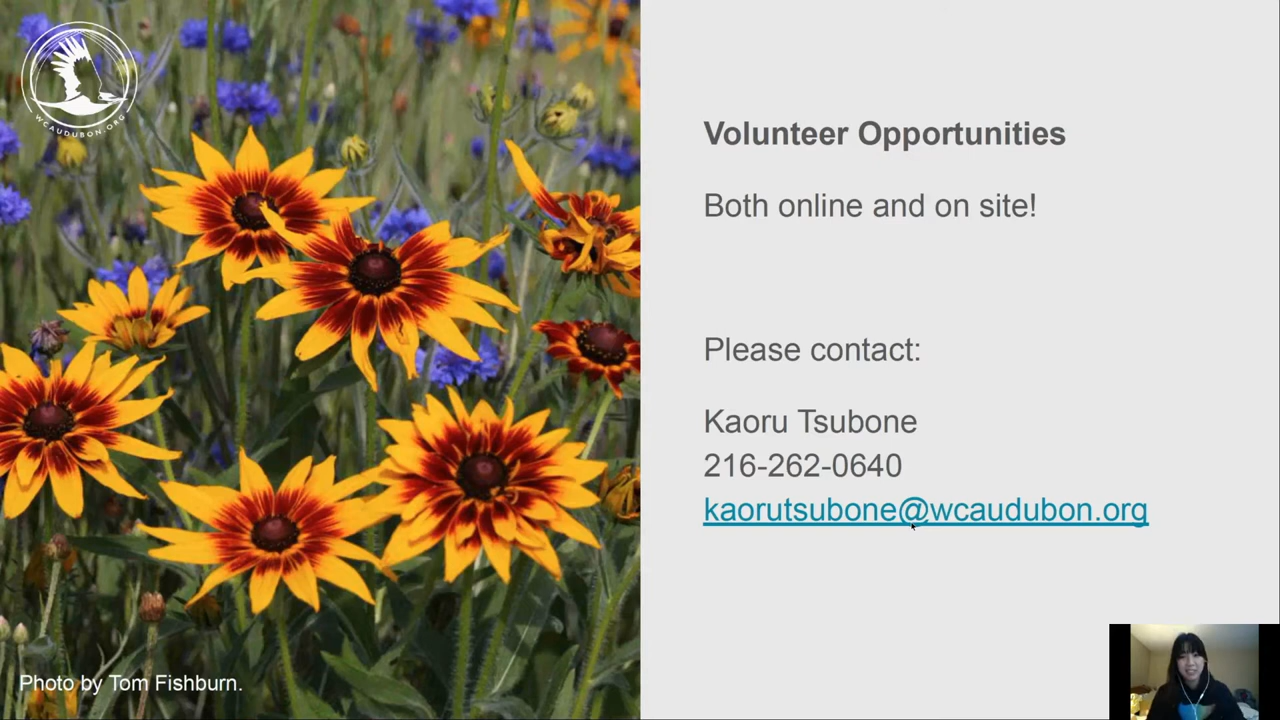 WCAUDUBON.ORG
Volunteer Opportunities
Both online and on site!
Please contact:
Kaoru Tsubone
216-262-0640
kaorutsubone@wcaudubon.org
Photo by Tom Fishburn.